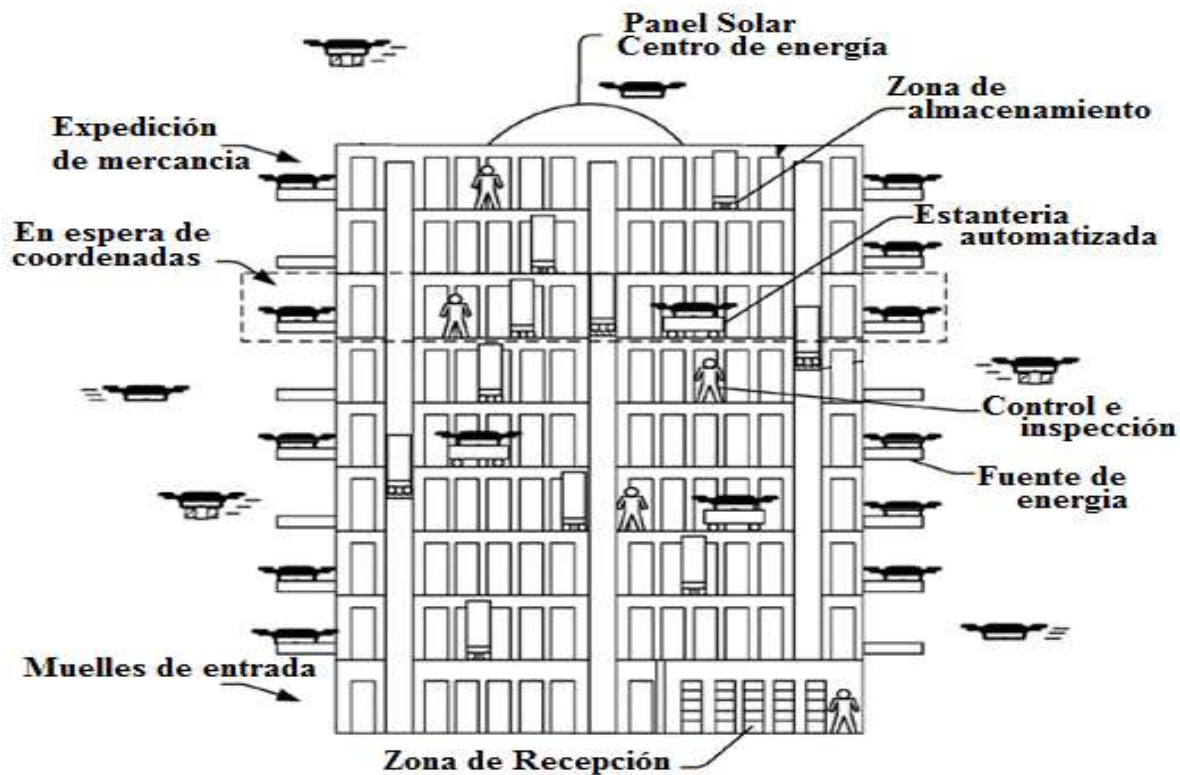 Panel Solar
Centro de energía
Zona de
almacenamiento
Expedición
de mercancia
Estanteria
automatizada
En espera de
coordenadas
Control e
inspección
Fuente de
energia
Muelles de entrada
Zona de Recepción